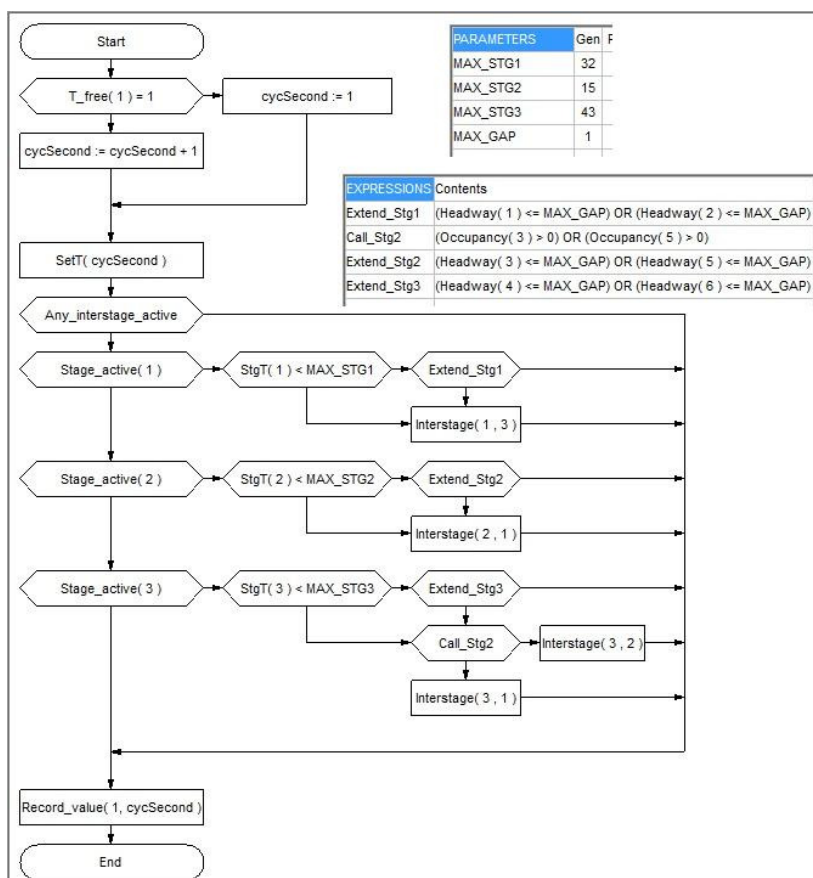 Start
T_free( 1 ) = 1
cycSecond := 1
cycSecond := cycSecond + 1
PARAMETERS Gen
MAX_STG1 32
MAX_STG2 15
MAX_STG3 43
MAX_GAP 1
EXPRESSIONS Contents
Extend_Stg1 (Headway( 1 ) <= MAX_GAP) OR (Headway( 2 ) <= MAX_GAP)
Call_Stg2 (Occupancy( 3 ) > 0) OR (Occupancy( 5 ) > 0)
Extend_Stg2 (Headway( 3 ) <= MAX_GAP) OR (Headway( 5 ) <= MAX_GAP)
Extend_Stg3 (Headway( 4 ) <= MAX_GAP) OR (Headway( 6 ) <= MAX_GAP)
SetT( cycSecond )
Any_interstage_active
Stage_active( 1 ) StgT( 1 ) < MAX_STG1 Extend_Stg1
Interstage( 1 , 3 )
Stage_active( 2 ) StgT( 2 ) < MAX_STG2 Extend_Stg2
Interstage( 2 , 1 )
Stage_active( 3 ) StgT( 3 ) < MAX_STG3 Extend_Stg3
Call_Stg2 Interstage( 3 , 2 )
Interstage( 3 , 1 )
Record_value( 1, cycSecond )
End